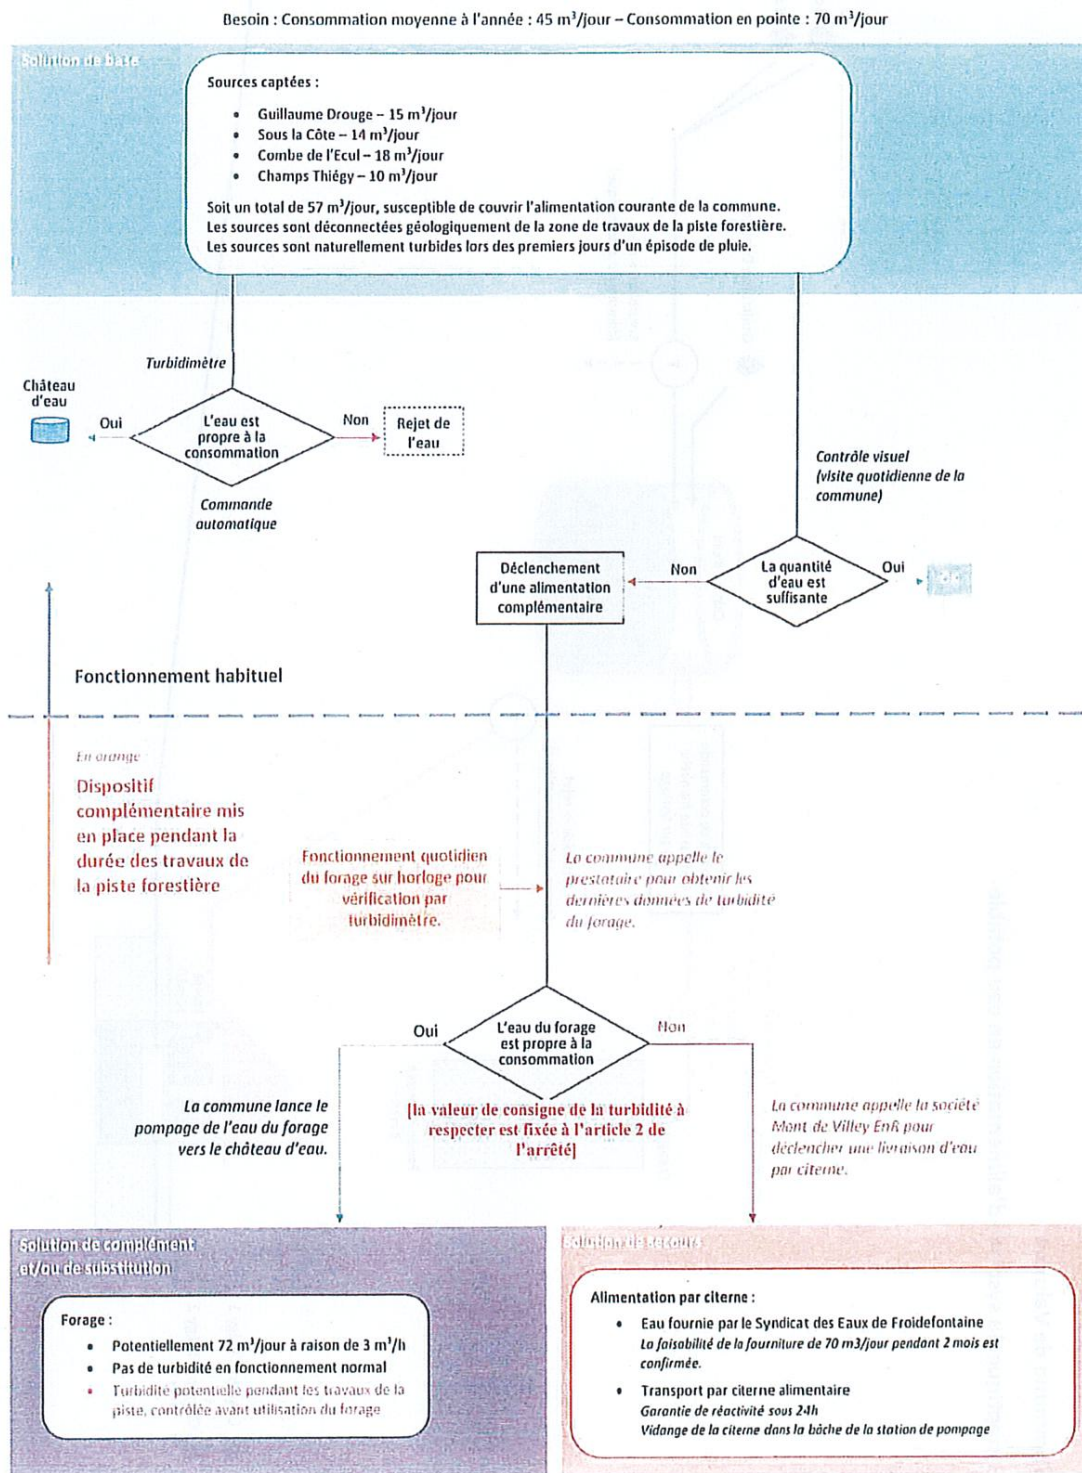 Besoin : Consommation moyenne à l'année : 45 m³/jour – Consommation en pointe : 70 m³/jour
Solution de base
Sources captées :
• Guillaume Drouge – 15 m³/jour
• Sous la Côte – 14 m³/jour
• Combe de l'Ecul – 18 m³/jour
• Champs Thiégy – 10 m³/jour
Soit un total de 57 m³/jour, susceptible de couvrir l'alimentation courante de la commune.
Les sources sont déconnectées géologiquement de la zone de travaux de la piste forestière.
Les sources sont naturellement turbides lors des premiers jours d'un épisode de pluie.
Turbidimètre
Château
d'eau
Oui
L'eau est
propre à la
consommation
Non
Rejet de
l'eau
Commande
automatique
Contrôle visuel
(visite quotidienne de la
commune)
Déclenchement
d'une alimentation
complémentaire
Non
La quantité
d'eau est
suffisante
Oui
Fonctionnement habituel
En orange
Dispositif
complémentaire mis
en place pendant la
durée des travaux de
la piste forestière
Fonctionnement quotidien
du forage sur horloge pour
vérification par
turbidimètre.
La commune appelle le
prestataire pour obtenir les
dernières données de turbidité
du forage.
Oui
L'eau du forage
est propre à la
consommation
Non
La commune lance le
pompage de l'eau du forage
vers le château d'eau.
[la valeur de consigne de la turbidité à
respecter est fixée à l'article 2 de
l'arrêté]
La commune appelle la société
Mont de Villey EnR pour
déclencher une livraison d'eau
par citerne.
Solution de complément
et/ou de substitution
Forage :
• Potentiellement 72 m³/jour à raison de 3 m³/h
• Pas de turbidité en fonctionnement normal
• Turbidité potentielle pendant les travaux de la
piste, contrôlée avant utilisation du forage
Solution de secours
Alimentation par citerne :
• Eau fournie par le Syndicat des Eaux de Froidefontaine
La faisabilité de la fourniture de 70 m3/jour pendant 2 mois est
confirmée.
• Transport par citerne alimentaire
Garantie de réactivité sous 24h
Vidange de la citerne dans la bâche de la station de pompage